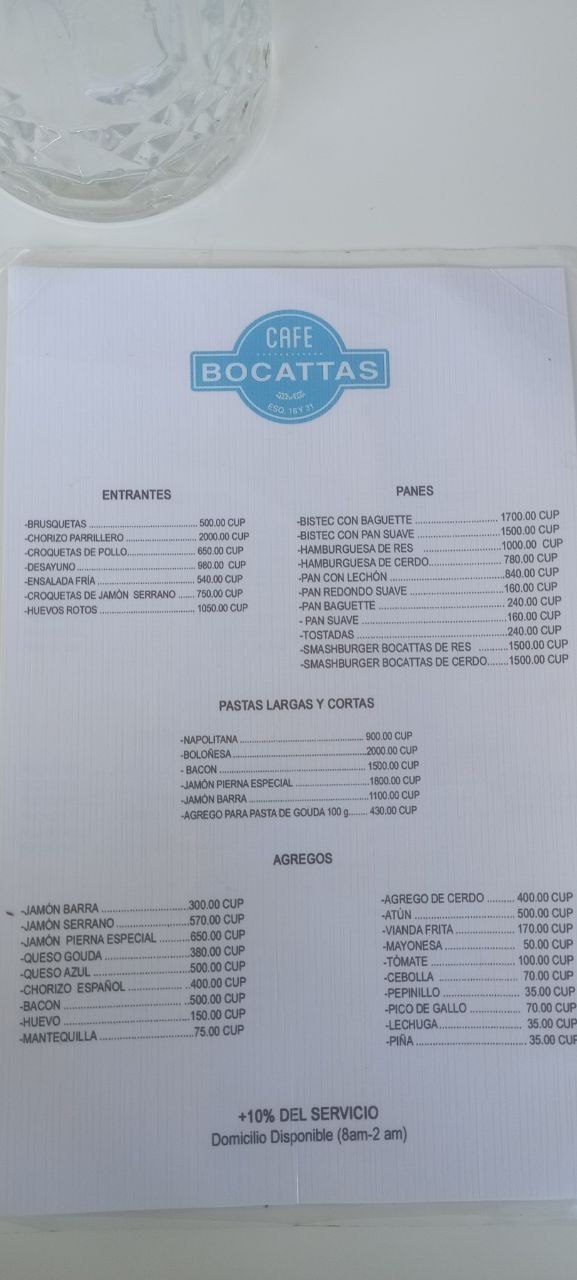 CAFE
BOCATTAS
ESQ. 18 Y 31
ENTRANTES
-BRUSQUETAS ........ 500.00 CUP
-CHORIZO PARRILLERO ........ 2000.00 CUP
-CROQUETAS DE POLLO........ 650.00 CUP
-DESAYUNO ........ 980.00 CUP
-ENSALADA FRÍA ........ 540.00 CUP
-CROQUETAS DE JAMÓN SERRANO ...... 750.00 CUP
-HUEVOS ROTOS ........ 1050.00 CUP
PANES
-BISTEC CON BAGUETTE ........ 1700.00 CUP
-BISTEC CON PAN SUAVE ........ 1500.00 CUP
-HAMBURGUESA DE RES ........ 1000.00 CUP
-HAMBURGUESA DE CERDO........ 780.00 CUP
-PAN CON LECHÓN ........ 840.00 CUP
-PAN REDONDO SUAVE ........ 160.00 CUP
-PAN BAGUETTE ........ 240.00 CUP
- PAN SUAVE ........ 160.00 CUP
-TOSTADAS ........ 240.00 CUP
-SMASHBURGER BOCATTAS DE RES ........ 1500.00 CUP
-SMASHBURGER BOCATTAS DE CERDO...... 1500.00 CUP
PASTAS LARGAS Y CORTAS
-NAPOLITANA ........ 900.00 CUP
-BOLOÑESA ........ 2000.00 CUP
- BACON ........ 1500.00 CUP
-JAMÓN PIERNA ESPECIAL ........ 1800.00 CUP
-JAMÓN BARRA ........ 1100.00 CUP
-AGREGO PARA PASTA DE GOUDA 100 g....... 430.00 CUP
AGREGOS
-JAMÓN BARRA ........ 300.00 CUP
-JAMÓN SERRANO ........ 570.00 CUP
-JAMÓN PIERNA ESPECIAL ........ 650.00 CUP
-QUESO GOUDA ........ 380.00 CUP
-QUESO AZUL ........ 500.00 CUP
-CHORIZO ESPAÑOL ........ 400.00 CUP
-BACON ........ 500.00 CUP
-HUEVO ........ 150.00 CUP
-MANTEQUILLA ........ 75.00 CUP
-AGREGO DE CERDO ........ 400.00 CUP
-ATÚN ........ 500.00 CUP
-VIANDA FRITA ........ 170.00 CUP
-MAYONESA ........ 50.00 CUP
-TÓMATE ........ 100.00 CUP
-CEBOLLA ........ 70.00 CUP
-PEPINILLO ........ 35.00 CUP
-PICO DE GALLO ........ 70.00 CUP
-LECHUGA........ 35.00 CUP
-PIÑA ........ 35.00 CUP
+10% DEL SERVICIO
Domicilio Disponible (8am-2 am)